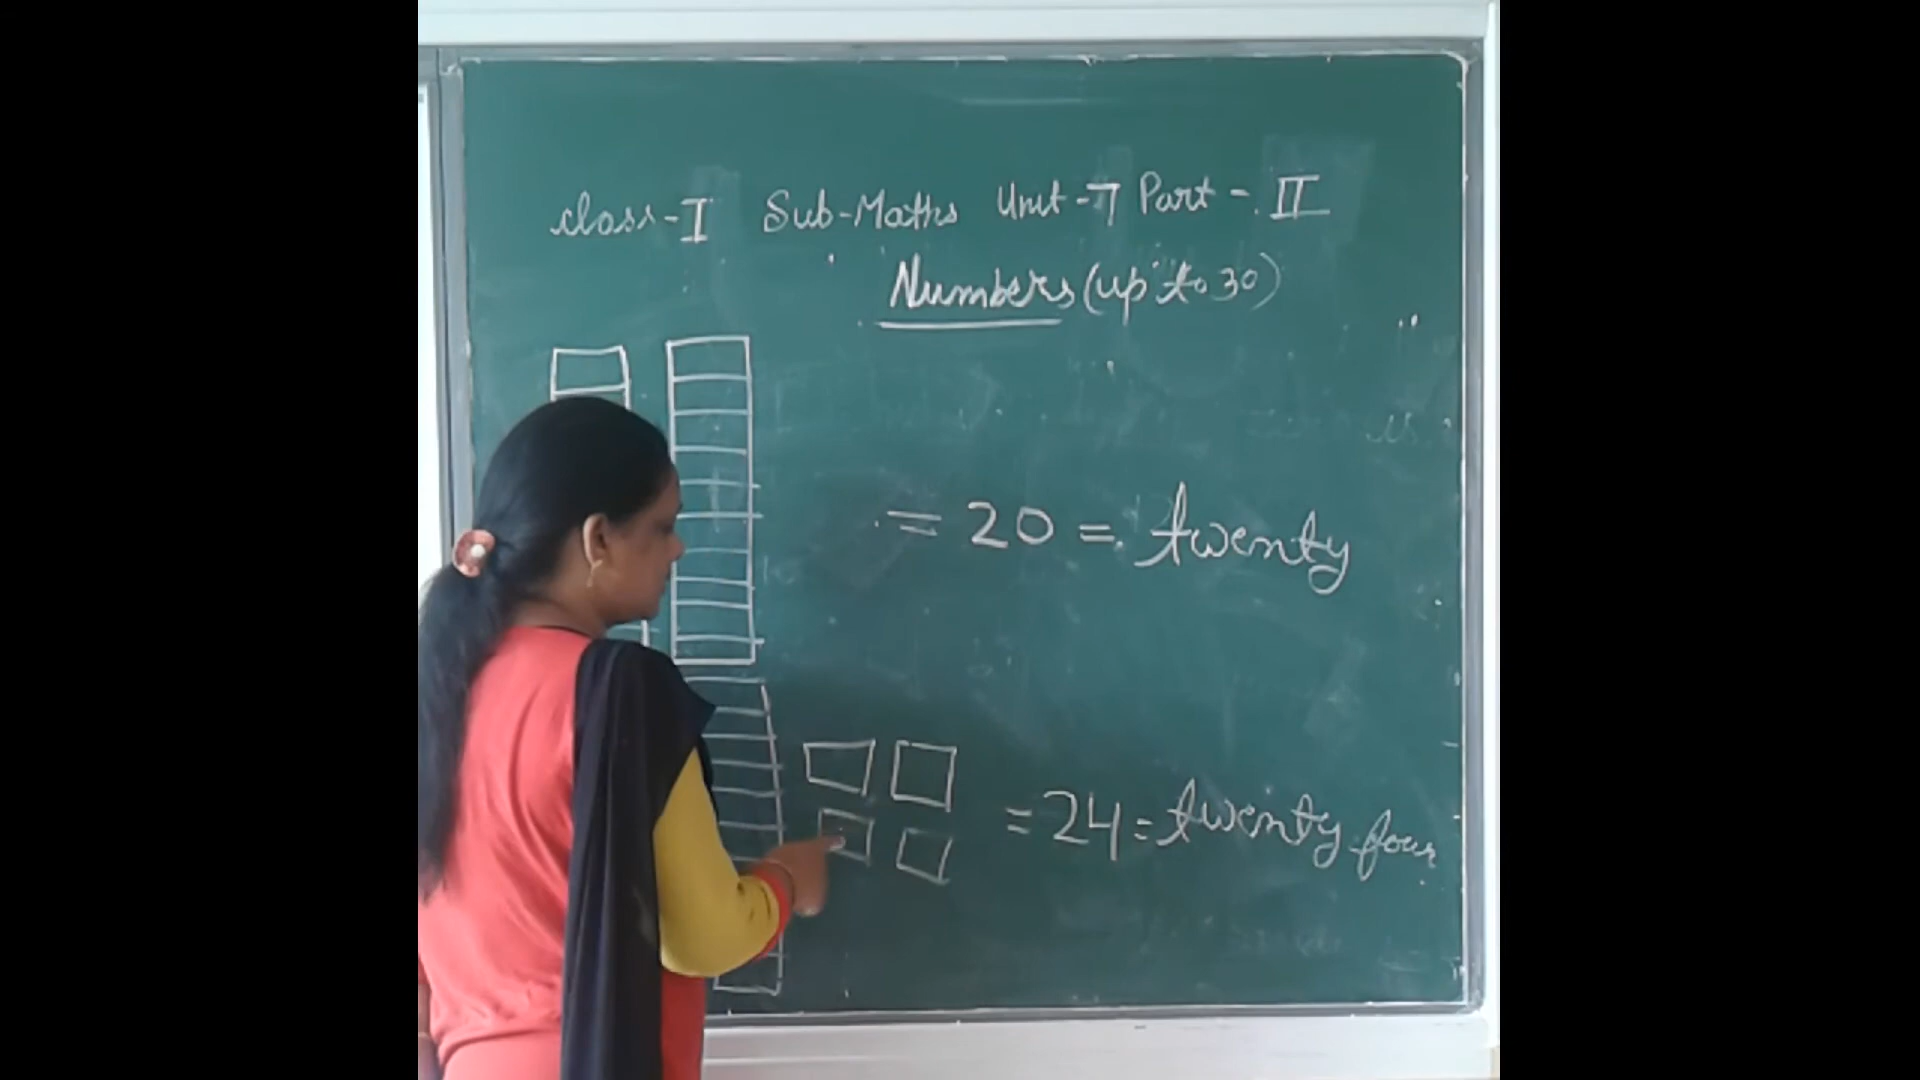 Class-I Sub-Maths Unit-7 Part-II
Numbers (up to 30)
= 20 = twenty
= 24 = twenty four